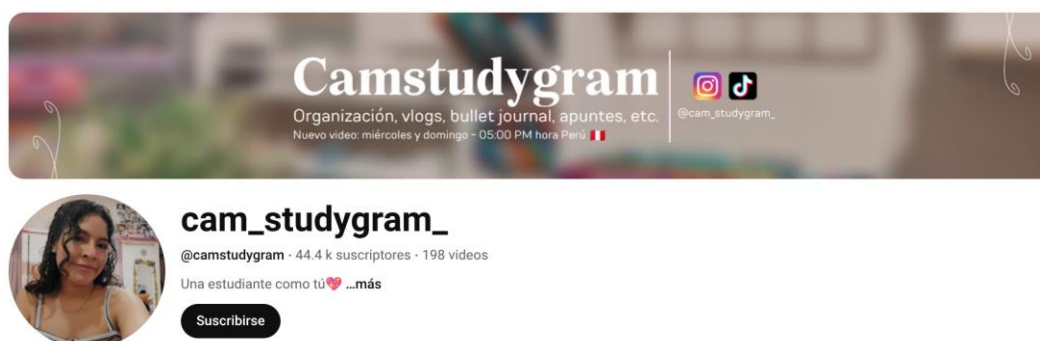 Camstudygram
Organización, vlogs, bullet journal, apuntes, etc.
Nuevo video: miércoles y domingo - 05:00 PM hora Perú 🇵🇪
@cam_studygram_
cam_studygram_
@camstudygram · 44.4 k suscriptores · 198 videos
Una estudiante como tú💖 ...más
Suscribirse